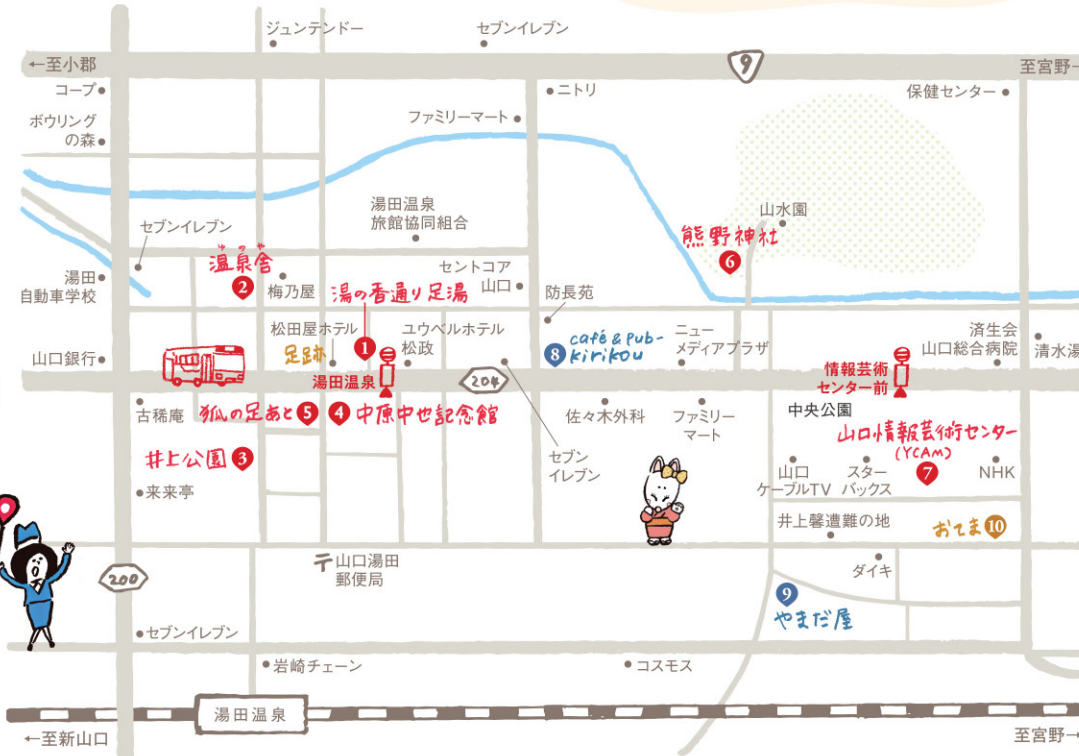 ジュンテンドー
セブンイレブン
←至小郡
9
至宮野→
コープ
ニトリ
保健センター
ボウリング
の森
ファミリーマート
湯田温泉
旅館協同組合
山水園
セブンイレブン
熊野神社
6
ゆのや
温泉舎
2
湯田
自動車学校
梅乃屋
湯の香通り足湯
セントコア
山口
防長苑
松田屋ホテル
足跡
1
ユウベルホテル
松政
8
café & pub-
kirikou
ニュー
メディアプラザ
済生会
山口総合病院
清水湯
山口銀行
湯田温泉
204
情報芸術
センター前
古稀庵
狐の足あと
5
4
中原中也記念館
佐々木外科
ファミリー
マート
中央公園
山口情報芸術センター
(YCAM)
7
井上公園
3
セブン
イレブン
山口
ケーブルTV
スター
バックス
NHK
来来亭
井上馨遭難の地
おてま
10
〒山口湯田
郵便局
ダイキ
200
9
やまだ屋
セブンイレブン
岩崎チェーン
コスモス
湯田温泉
←至新山口
至宮野→